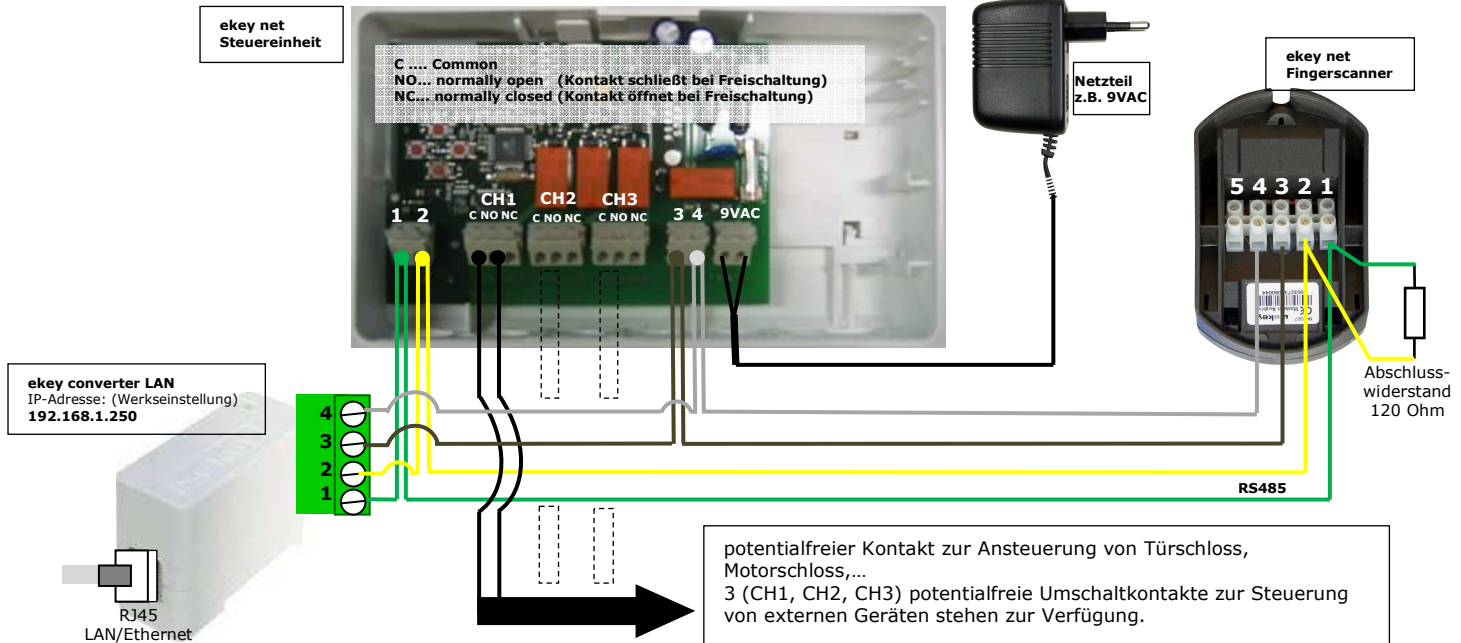 ekey net
Steuereinheit
C .... Common
NO... normally open (Kontakt schließt bei Freischaltung)
NC... normally closed (Kontakt öffnet bei Freischaltung)
1 2
CH1
C NO NC
CH2
C NO NC
CH3
C NO NC
3 4
9VAC
Netzteil
z.B. 9VAC
ekey net
Fingerscanner
5 4 3 2 1
Abschluss-
widerstand
120 Ohm
ekey converter LAN
IP-Adresse: (Werkseinstellung)
192.168.1.250
4
3
2
1
RS485
RJ45
LAN/Ethernet
potentialfreier Kontakt zur Ansteuerung von Türschloss,
Motorschloss,...
3 (CH1, CH2, CH3) potentialfreie Umschaltkontakte zur Steuerung
von externen Geräten stehen zur Verfügung.